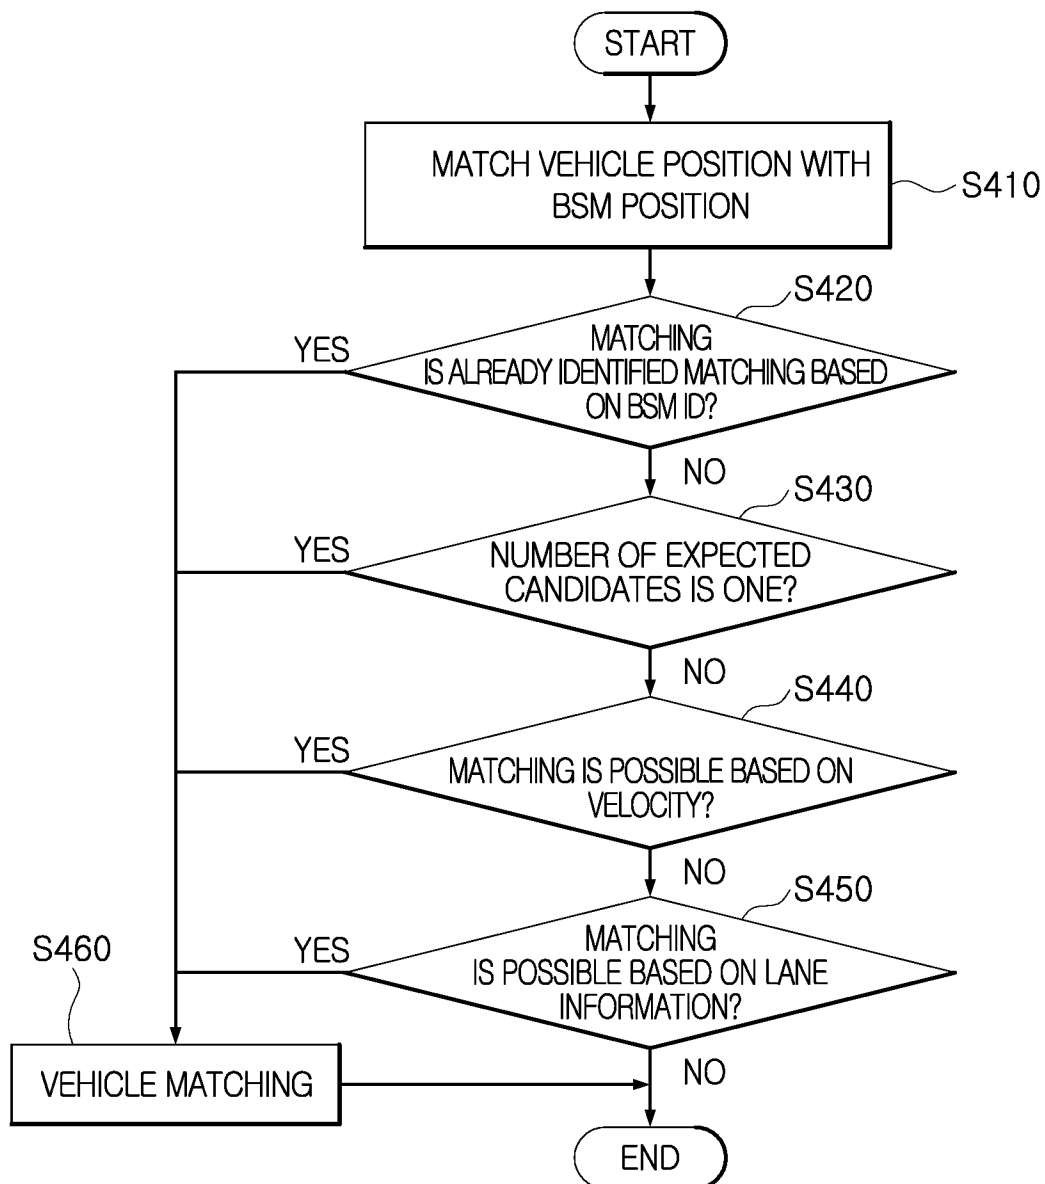 START
MATCH VEHICLE POSITION WITH
BSM POSITION
S410
S420
MATCHING
IS ALREADY IDENTIFIED MATCHING BASED
ON BSM ID?
YES
NO
S430
NUMBER OF EXPECTED
CANDIDATES IS ONE?
YES
NO
S440
MATCHING IS POSSIBLE BASED ON
VELOCITY?
YES
NO
S450
MATCHING
IS POSSIBLE BASED ON LANE
INFORMATION?
YES
S460
VEHICLE MATCHING
NO
END